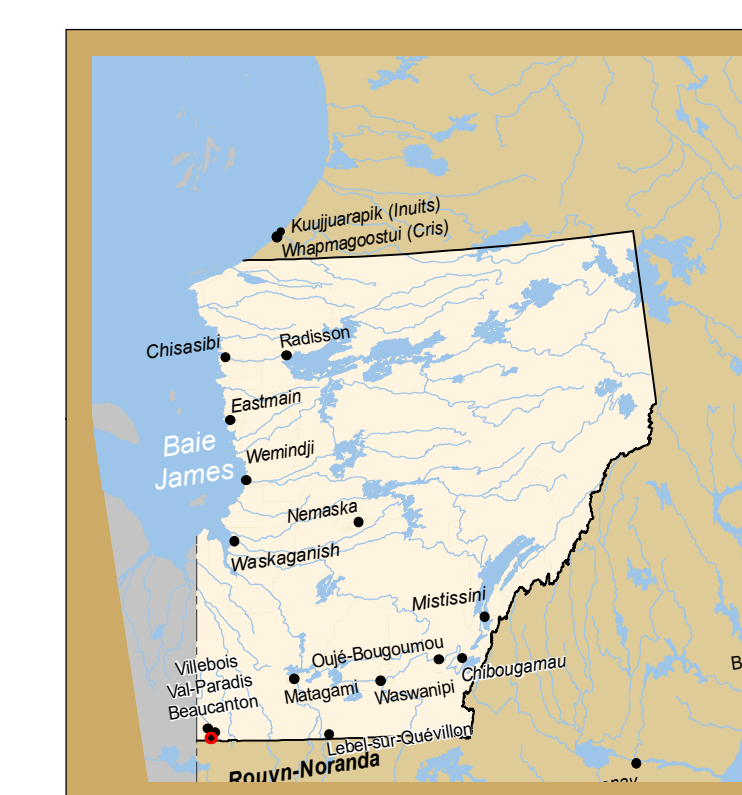 Kuujjuarapik (Inuits)
Whapmagoostui (Cris)
Radisson
Chisasibi
Eastmain
Baie
James
Wemindji
Nemaska
Waskaganish
Mistissini
Oujé-Bougoumou
Villebois
Val-Paradis
Beaucanton
Chibougamau
Matagami
Waswanipi
Lebel-sur-Quévillon
Rouyn-Noranda
B